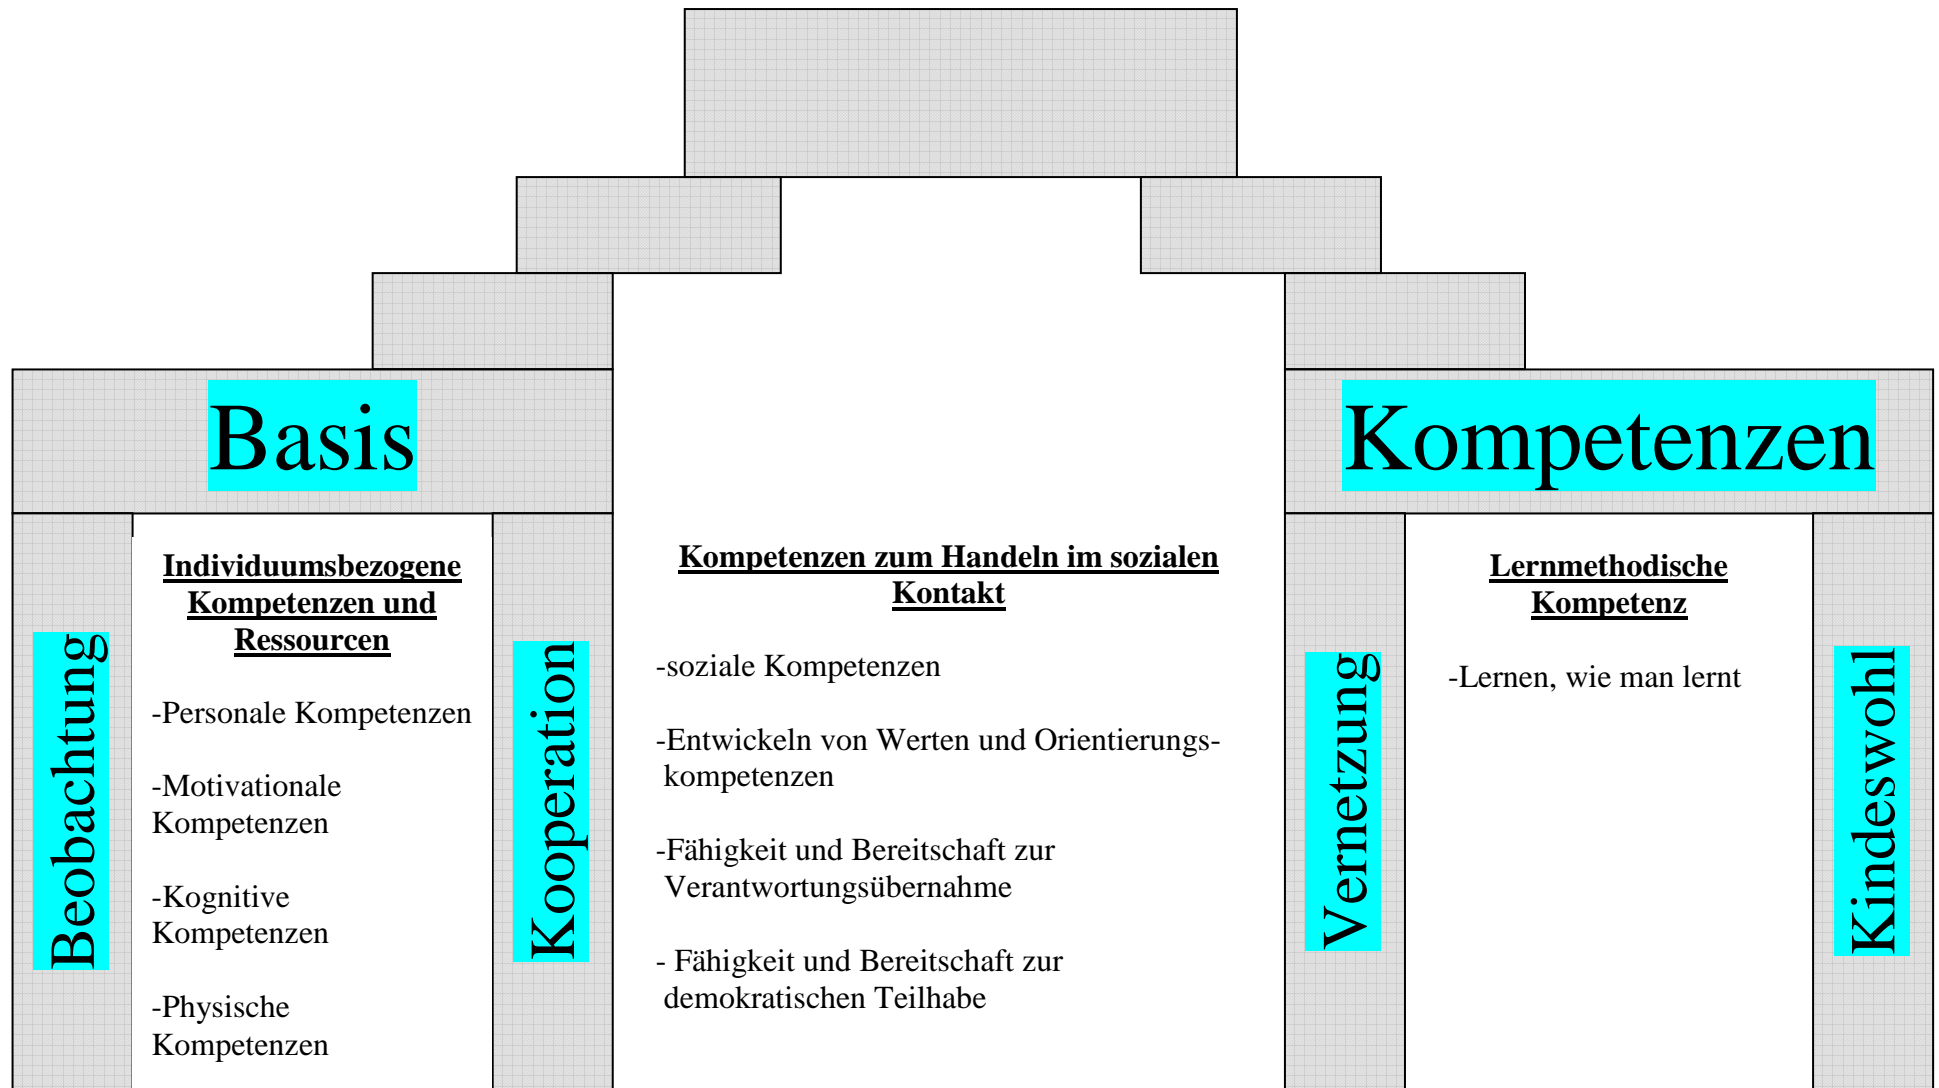 Basis
Kompetenzen
Beobachtung
Individuumsbezogene
Kompetenzen und
Ressourcen
-Personale Kompetenzen
-Motivationale
Kompetenzen
-Kognitive
Kompetenzen
-Physische
Kompetenzen
Kooperation
Kompetenzen zum Handeln im sozialen
Kontakt
-soziale Kompetenzen
-Entwickeln von Werten und Orientierungs-
kompetenzen
-Fähigkeit und Bereitschaft zur
Verantwortungsübernahme
- Fähigkeit und Bereitschaft zur
demokratischen Teilhabe
Vernetzung
Lernmethodische
Kompetenz
-Lernen, wie man lernt
Kindeswohl